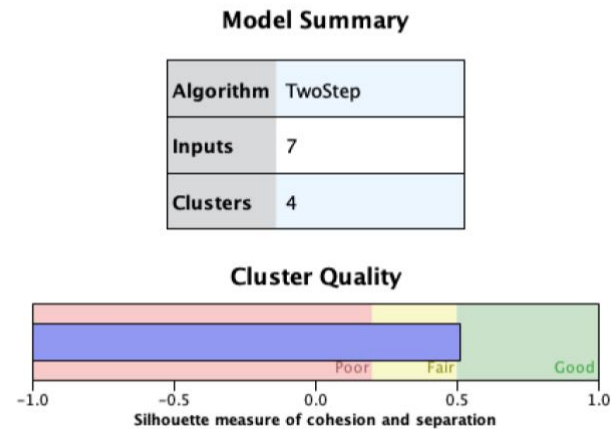 Model Summary
Algorithm TwoStep
Inputs 7
Clusters 4
Cluster Quality
Poor Fair Good
-1.0 -0.5 0.0 0.5 1.0
Silhouette measure of cohesion and separation